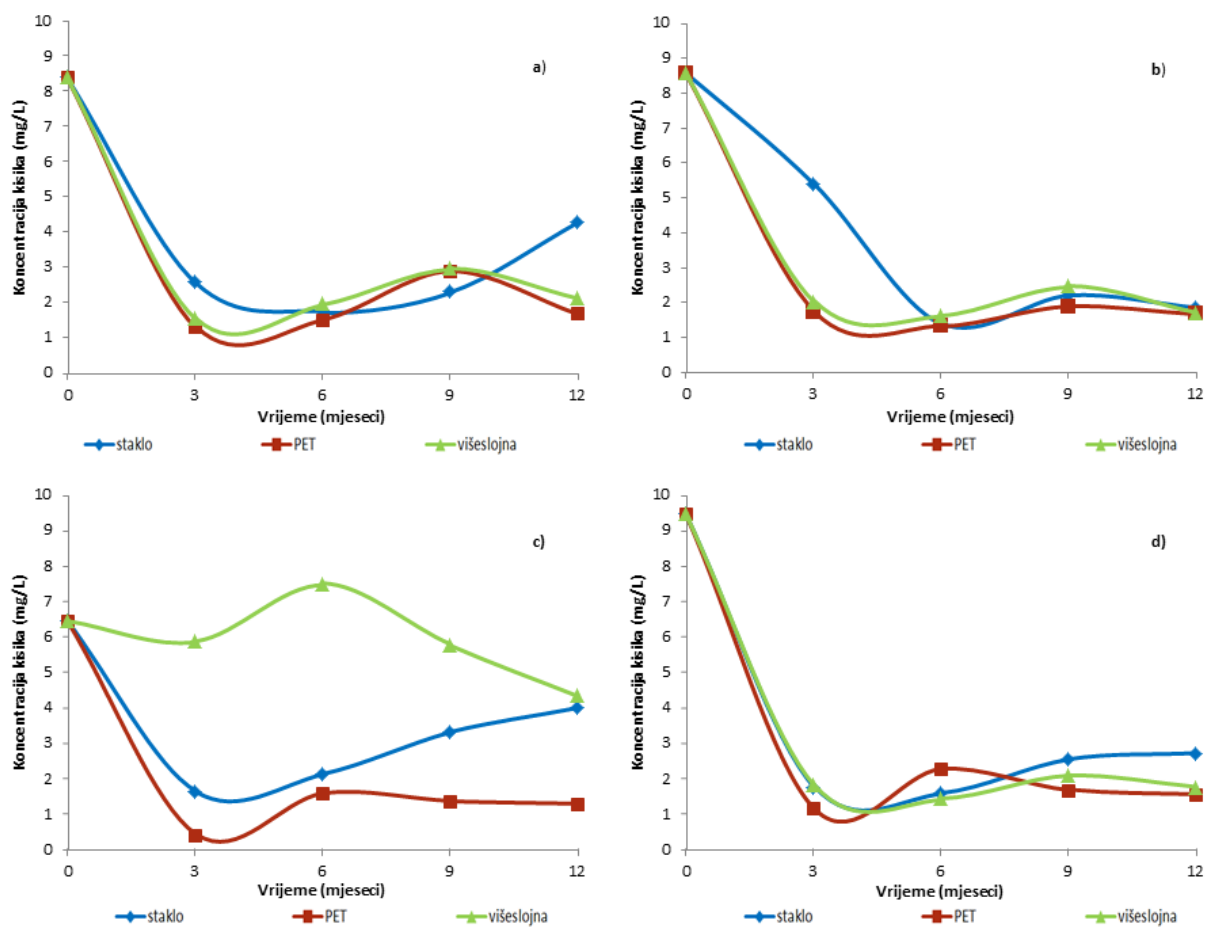 10
9
8
7
6
5
4
3
2
1
0
Koncentracija kisika (mg/L)
a)
0 3 6 9 12
Vrijeme (mjeseci)
staklo PET višeslojna
10
9
8
7
6
5
4
3
2
1
0
Koncentracija kisika (mg/L)
b)
0 3 6 9 12
Vrijeme (mjeseci)
staklo PET višeslojna
10
9
8
7
6
5
4
3
2
1
0
Koncentracija kisika (mg/L)
c)
0 3 6 9 12
Vrijeme (mjeseci)
staklo PET višeslojna
10
9
8
7
6
5
4
3
2
1
0
Koncentracija kisika (mg/L)
d)
0 3 6 9 12
Vrijeme (mjeseci)
staklo PET višeslojna